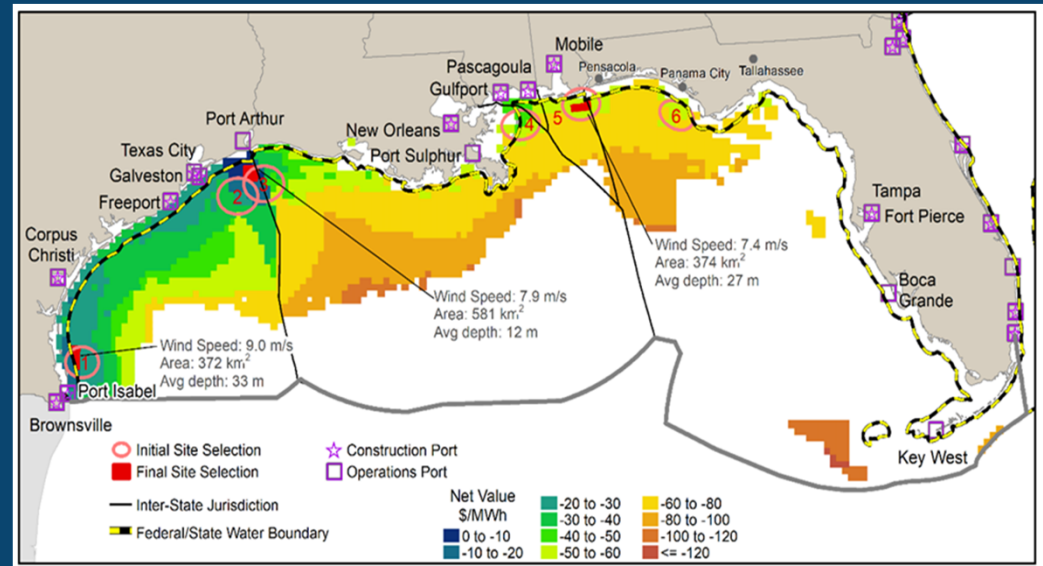 Mobile
Pascagoula
Pensacola
Panama City
Tallahassee
Gulfport
4
5
6
Port Arthur
New Orleans
Texas City
Port Sulphur
Galveston
2
3
Freeport
Tampa
Fort Pierce
Corpus
Christi
Wind Speed: 7.4 m/s
Area: 374 km²
Avg depth: 27 m
Boca
Grande
Wind Speed: 7.9 m/s
Area: 581 km²
Avg depth: 12 m
1
Wind Speed: 9.0 m/s
Area: 372 km²
Avg depth: 33 m
Port Isabel
Brownsville
Key West
Initial Site Selection
Construction Port
Final Site Selection
Operations Port
Inter-State Jurisdiction
Federal/State Water Boundary
Net Value
$/MWh
0 to -10
-10 to -20
-20 to -30
-30 to -40
-40 to -50
-50 to -60
-60 to -80
-80 to -100
-100 to -120
<= -120